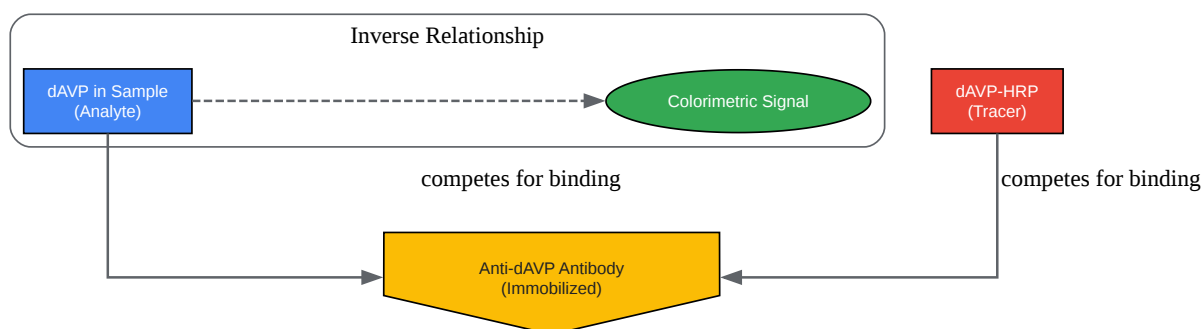 Inverse Relationship
dAVP in Sample
(Analyte)
Colorimetric Signal
dAVP-HRP
(Tracer)
competes for binding
competes for binding
Anti-dAVP Antibody
(Immobilized)